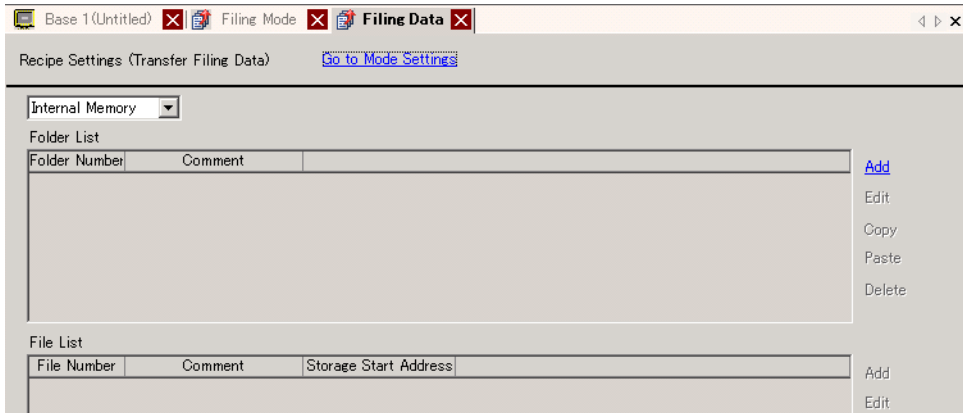 Base 1(Untitled) Filing Mode Filing Data
Recipe Settings (Transfer Filing Data) Go to Mode Settings
Internal Memory
Folder List
Folder Number Comment
Add
Edit
Copy
Paste
Delete
File List
File Number Comment Storage Start Address
Add
Edit